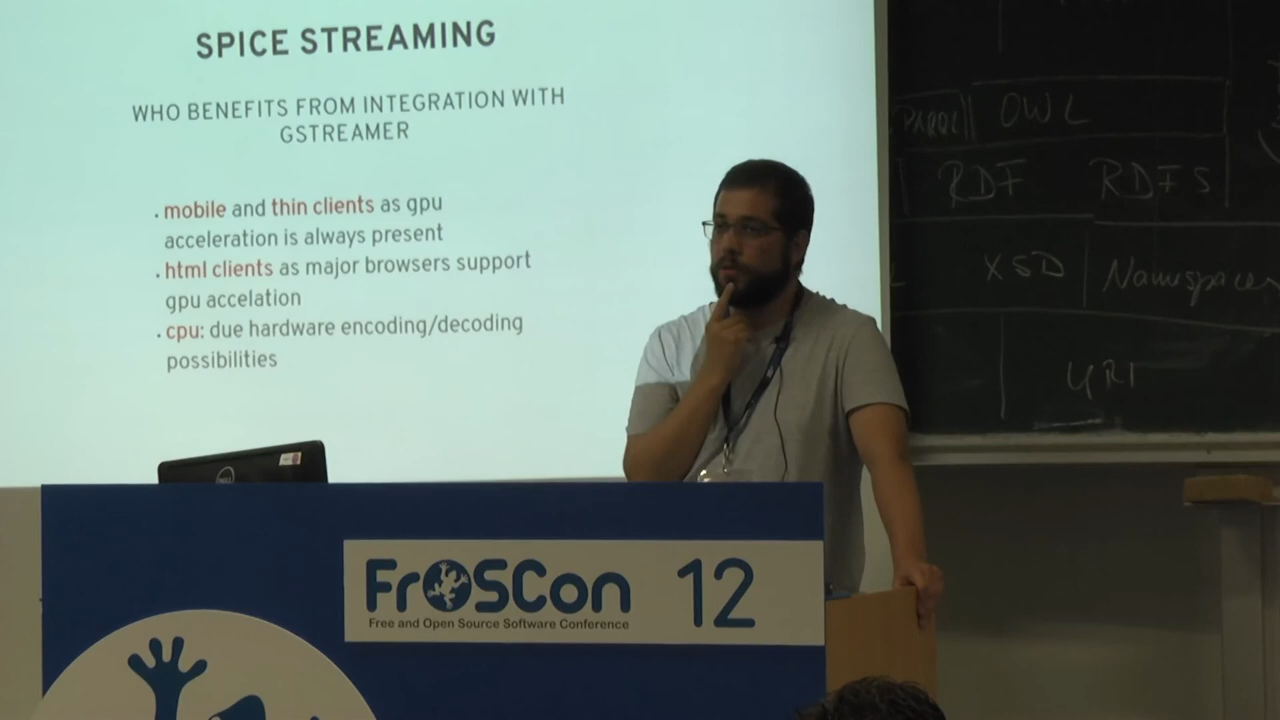 SPICE STREAMING
WHO BENEFITS FROM INTEGRATION WITH
GSTREAMER
. mobile and thin clients as gpu
acceleration is always present
. html clients as major browsers support
gpu accelation
. cpu: due hardware encoding/decoding
possibilities
OWL
RDF RDFS
XSD Namespaces
URI
FrOSCon 12
Free and Open Source Software Conference